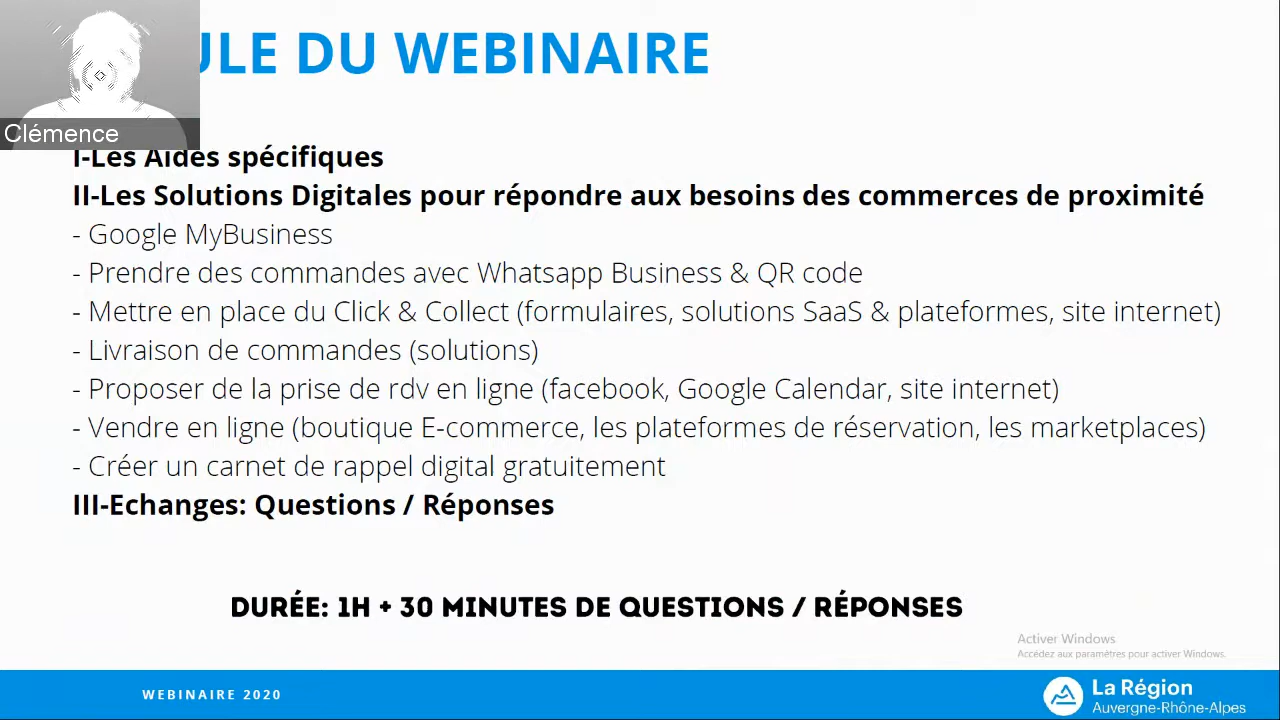 ULE DU WEBINAIRE
Clémence
I-Les Aides spécifiques
II-Les Solutions Digitales pour répondre aux besoins des commerces de proximité
- Google MyBusiness
- Prendre des commandes avec Whatsapp Business & QR code
- Mettre en place du Click & Collect (formulaires, solutions SaaS & plateformes, site internet)
- Livraison de commandes (solutions)
- Proposer de la prise de rdv en ligne (facebook, Google Calendar, site internet)
- Vendre en ligne (boutique E-commerce, les plateformes de réservation, les marketplaces)
- Créer un carnet de rappel digital gratuitement
III-Echanges: Questions / Réponses
DURÉE: 1H + 30 MINUTES DE QUESTIONS / RÉPONSES
Activer Windows
Accédez aux paramètres pour activer Windows.
WEBINAIRE 2020
La Région
Auvergne-Rhône-Alpes